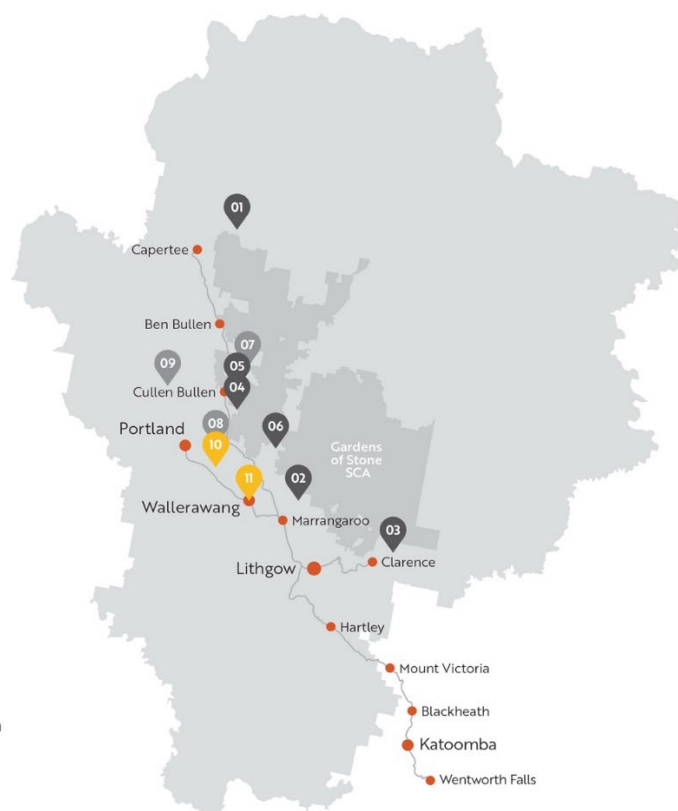 01
Capertee
Ben Bullen
07
09
05
Cullen Bullen
04
08
Portland
06
10
Gardens
of Stone
SCA
11
02
Wallerawang
Marrangaroo
03
Lithgow
Clarence
Hartley
Mount Victoria
Blackheath
Katoomba
Wentworth Falls